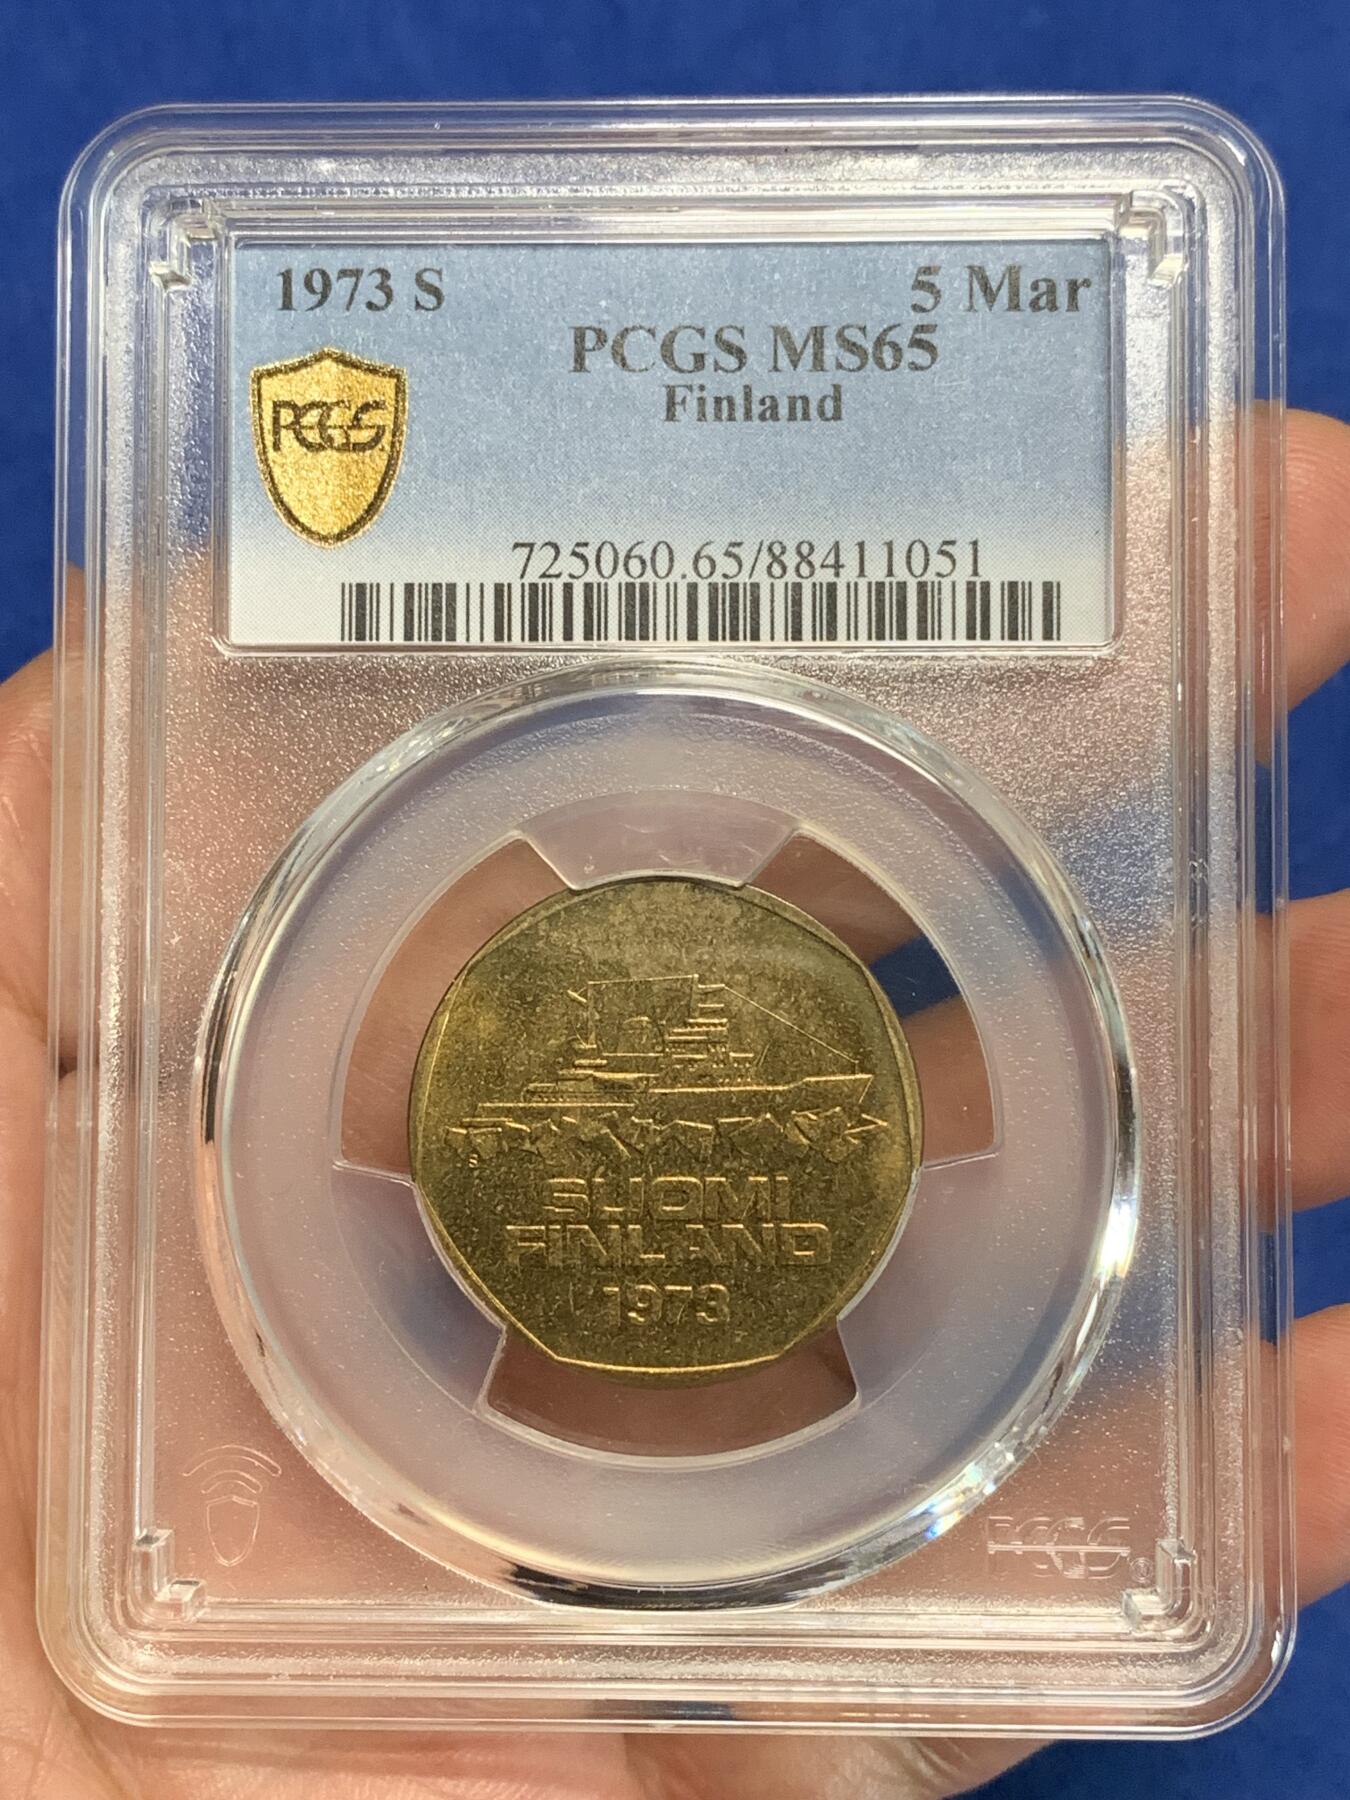 1973 S 5 Mar
PCGS MS65
Finland
PCGS
725060.65/88411051
S
SUOMI
FINLAND
1973
PCGS